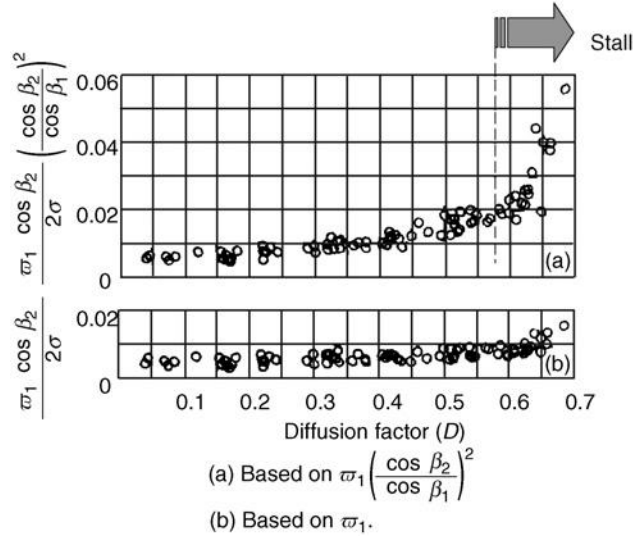 Stall
0.06
0.04
0.02
0
ϖ₁ cos β₂ / 2σ (cos β₂ / cos β₁)²
(a)
0.02
0
ϖ₁ cos β₂ / 2σ
(b)
0.1 0.2 0.3 0.4 0.5 0.6 0.7
Diffusion factor (D)
(a) Based on ϖ₁(cos β₂ / cos β₁)²
(b) Based on ϖ₁.